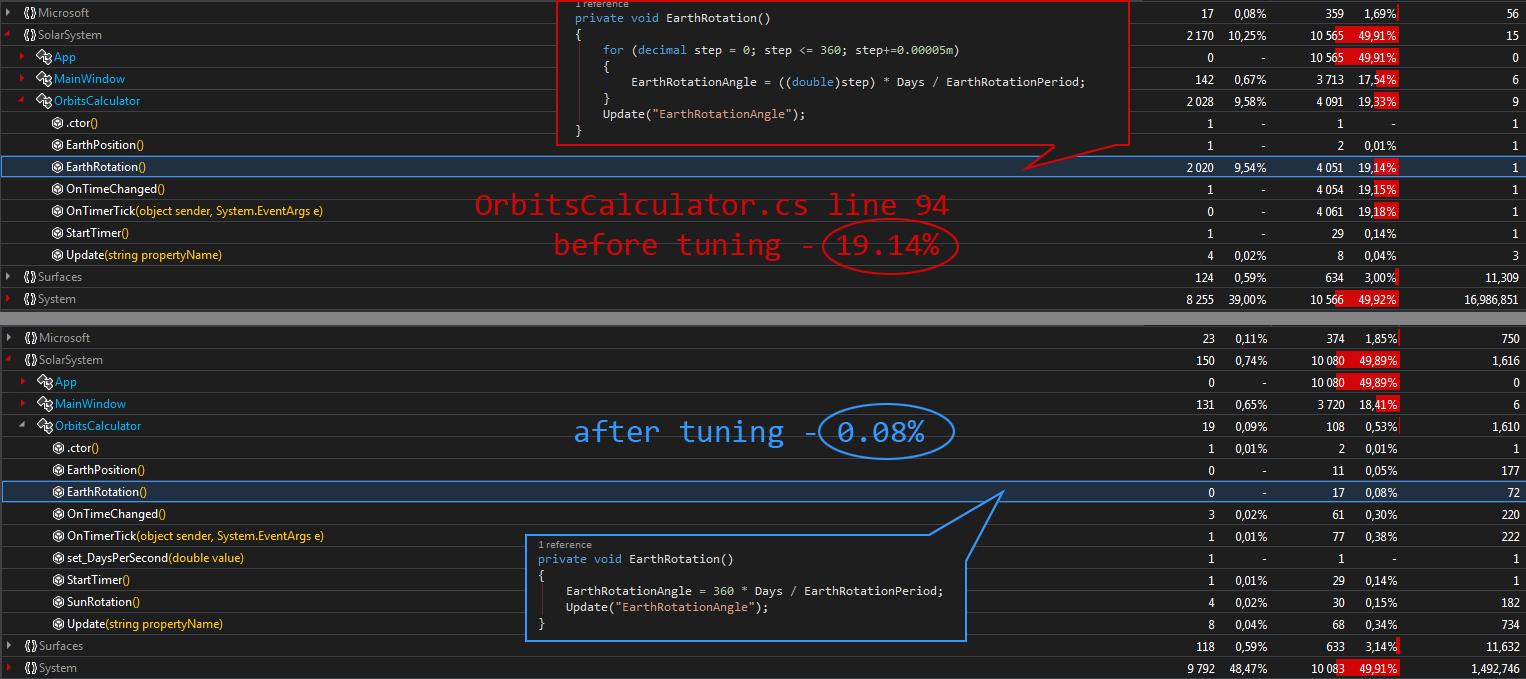 Microsoft 17 0,08% 359 1,69% 56
SolarSystem 2 170 10,25% 10 565 49,91% 15
App 0 - 10 565 49,91% 0
MainWindow 142 0,67% 3 713 17,54% 6
OrbitsCalculator 2 028 9,58% 4 091 19,33% 9
.ctor() 1 - 1 - 1
EarthPosition() 1 - 2 0,01% 1
EarthRotation() 2 020 9,54% 4 051 19,14% 1
OnTimeChanged() 1 - 4 054 19,15% 1
OnTimerTick(object sender, System.EventArgs e) 0 - 4 061 19,18% 1
StartTimer() 1 - 29 0,14% 1
Update(string propertyName) 4 0,02% 8 0,04% 3
Surfaces 124 0,59% 634 3,00% 11,309
System 8 255 39,00% 10 566 49,92% 16,986,851
1 reference
private void EarthRotation()
{
for (decimal step = 0; step <= 360; step+=0.00005m)
{
EarthRotationAngle = ((double)step) * Days / EarthRotationPeriod;
}
Update("EarthRotationAngle");
}
OrbitsCalculator.cs line 94
before tuning - 19.14%
Microsoft 23 0,11% 374 1,85% 750
SolarSystem 150 0,74% 10 080 49,89% 1,616
App 0 - 10 080 49,89% 0
MainWindow 131 0,65% 3 720 18,41% 6
OrbitsCalculator 19 0,09% 108 0,53% 1,610
.ctor() 1 0,01% 2 0,01% 1
EarthPosition() 0 - 11 0,05% 177
EarthRotation() 0 - 17 0,08% 72
OnTimeChanged() 3 0,02% 61 0,30% 220
OnTimerTick(object sender, System.EventArgs e) 1 0,01% 77 0,38% 222
set_DaysPerSecond(double value) 1 - 1 - 1
StartTimer() 1 0,01% 29 0,14% 1
SunRotation() 4 0,02% 30 0,15% 182
Update(string propertyName) 8 0,04% 68 0,34% 734
Surfaces 118 0,59% 633 3,14% 11,632
System 9 792 48,47% 10 083 49,91% 1,492,746
after tuning - 0.08%
1 reference
private void EarthRotation()
{
EarthRotationAngle = 360 * Days / EarthRotationPeriod;
Update("EarthRotationAngle");
}